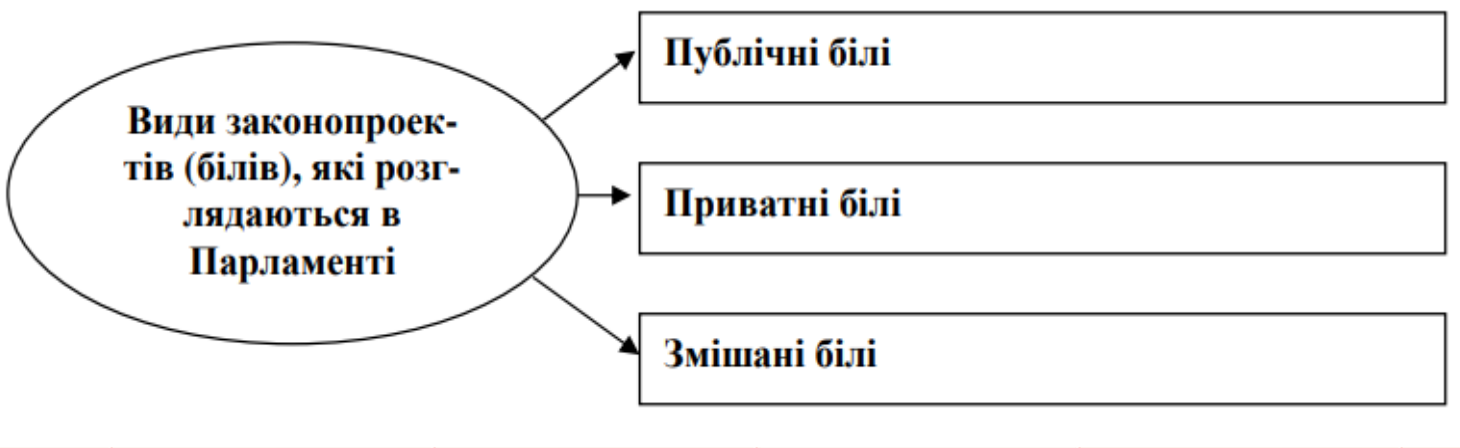 Види законопроек-
тів (білів), які розг-
лядаються в
Парламенті
Публічні білі
Приватні білі
Змішані білі